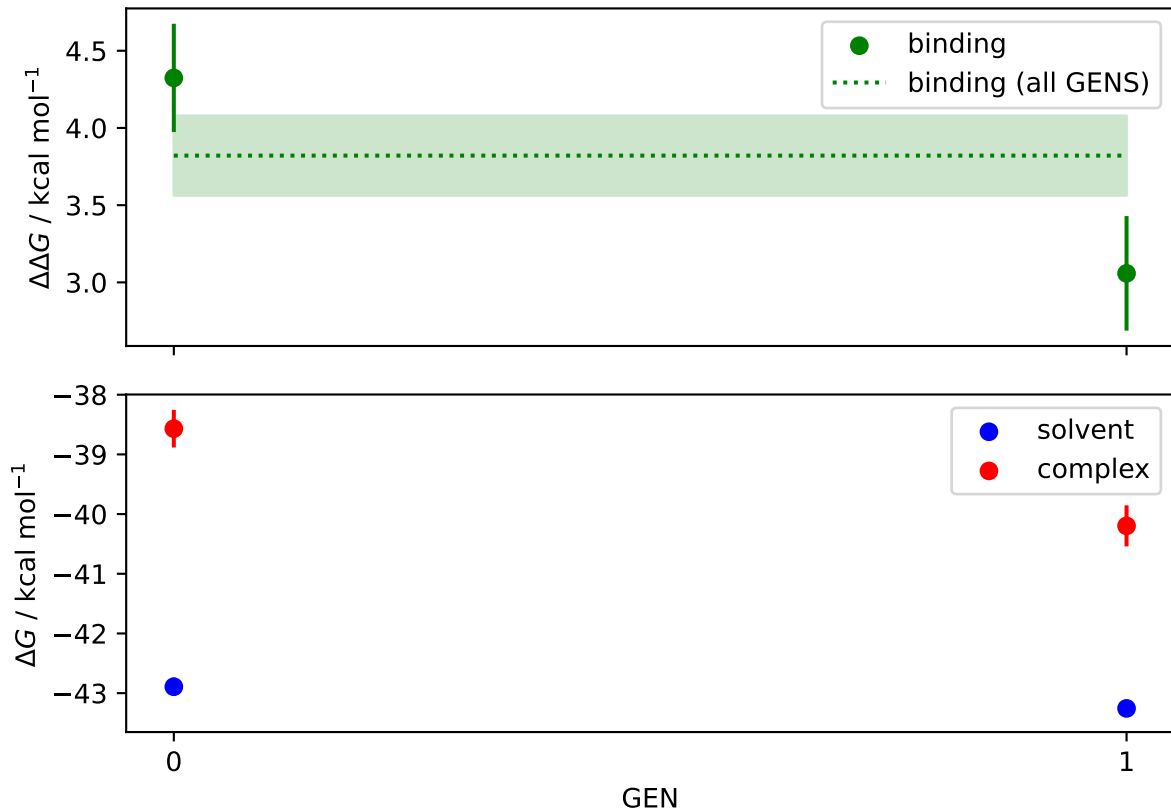 4.5
4.0
3.5
3.0
ΔΔG / kcal mol⁻¹
binding
binding (all GENS)
−38
−39
−40
−41
−42
−43
ΔG / kcal mol⁻¹
solvent
complex
0
1
GEN